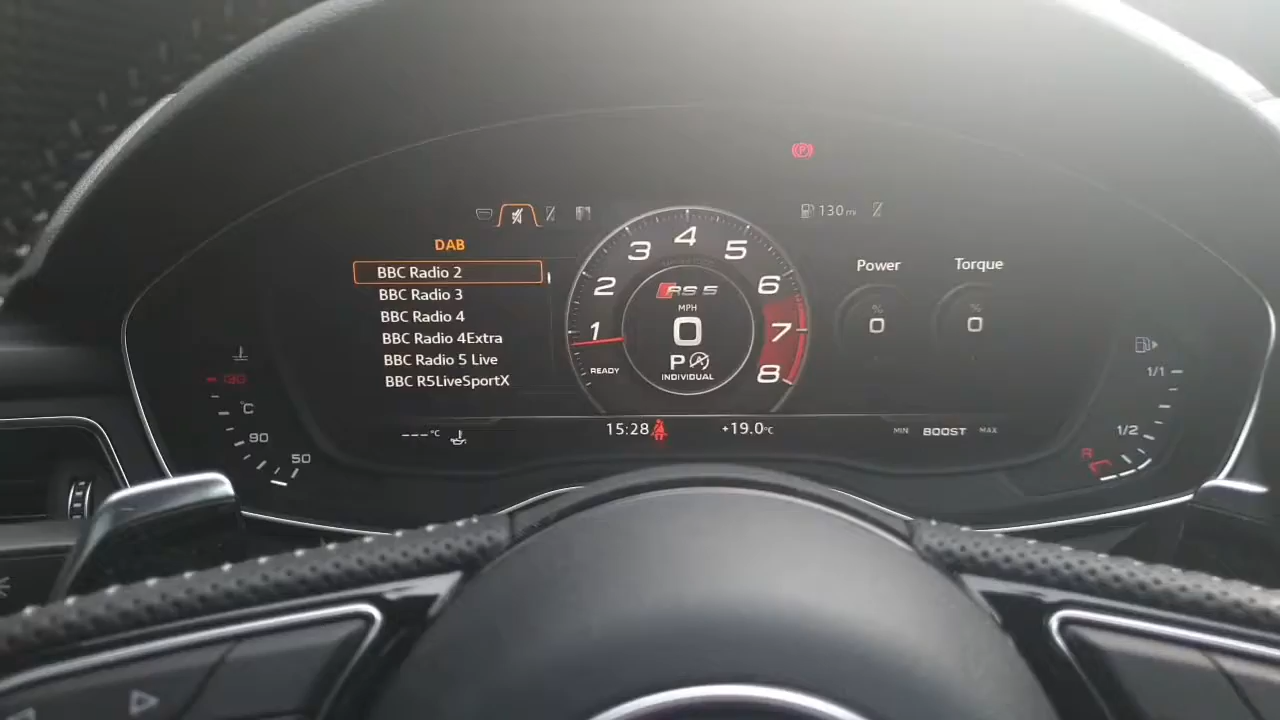 130 mi
DAB
BBC Radio 2
BBC Radio 3
BBC Radio 4
BBC Radio 4Extra
BBC Radio 5 Live
BBC R5LiveSportX
1
2
3
4
5
6
7
8
READY
RS 5
MPH
0
P
INDIVIDUAL
Power
%
0
Torque
%
0
130
°C
90
50
1/1
1/2
R
---°C
15:28
+19.0°C
MIN BOOST MAX